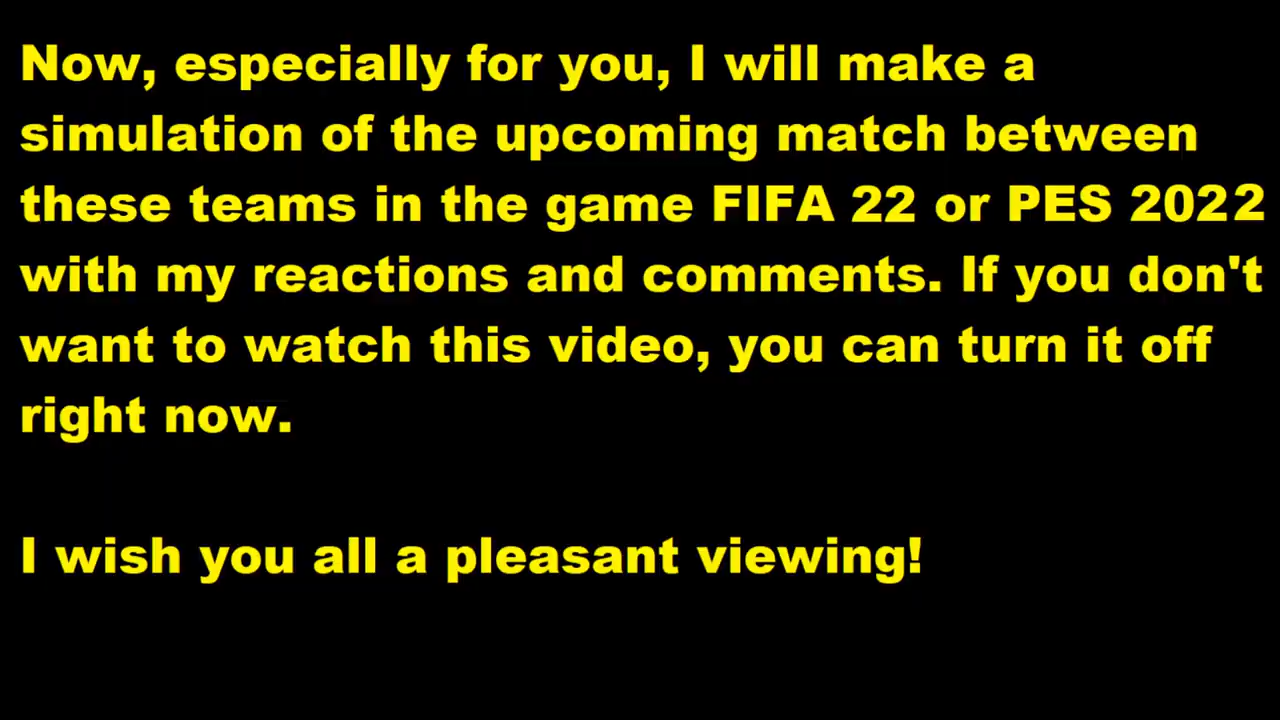 Now, especially for you, I will make a
simulation of the upcoming match between
these teams in the game FIFA 22 or PES 2022
with my reactions and comments. If you don't
want to watch this video, you can turn it off
right now.
I wish you all a pleasant viewing!